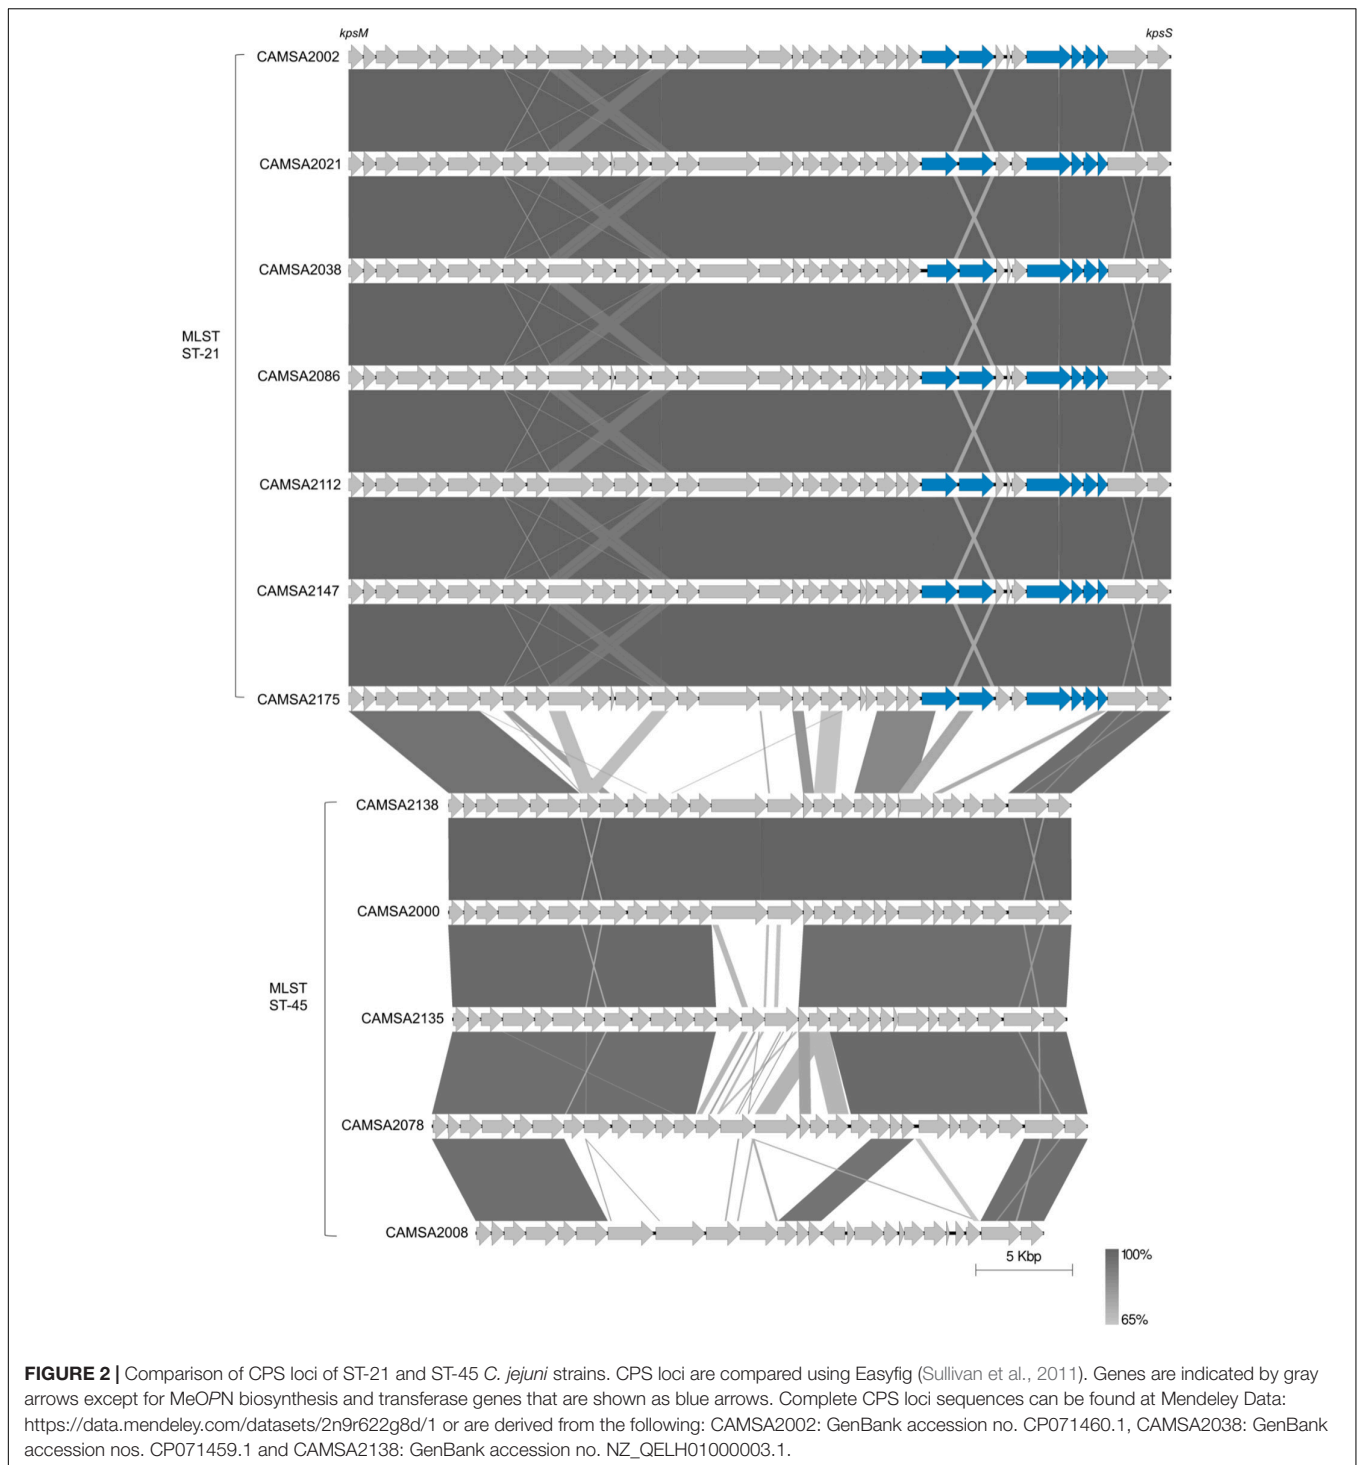 kpsM kpsS
CAMSA2002
CAMSA2021
CAMSA2038
MLST
ST-21
CAMSA2086
CAMSA2112
CAMSA2147
CAMSA2175
CAMSA2138
CAMSA2000
MLST
ST-45
CAMSA2135
CAMSA2078
CAMSA2008
5 Kbp
100%
65%
FIGURE 2 | Comparison of CPS loci of ST-21 and ST-45 C. jejuni strains. CPS loci are compared using Easyfig (Sullivan et al., 2011). Genes are indicated by gray
arrows except for MeOPN biosynthesis and transferase genes that are shown as blue arrows. Complete CPS loci sequences can be found at Mendeley Data:
https://data.mendeley.com/datasets/2n9r622g8d/1 or are derived from the following: CAMSA2002: GenBank accession no. CP071460.1, CAMSA2038: GenBank
accession nos. CP071459.1 and CAMSA2138: GenBank accession no. NZ_QELH01000003.1.